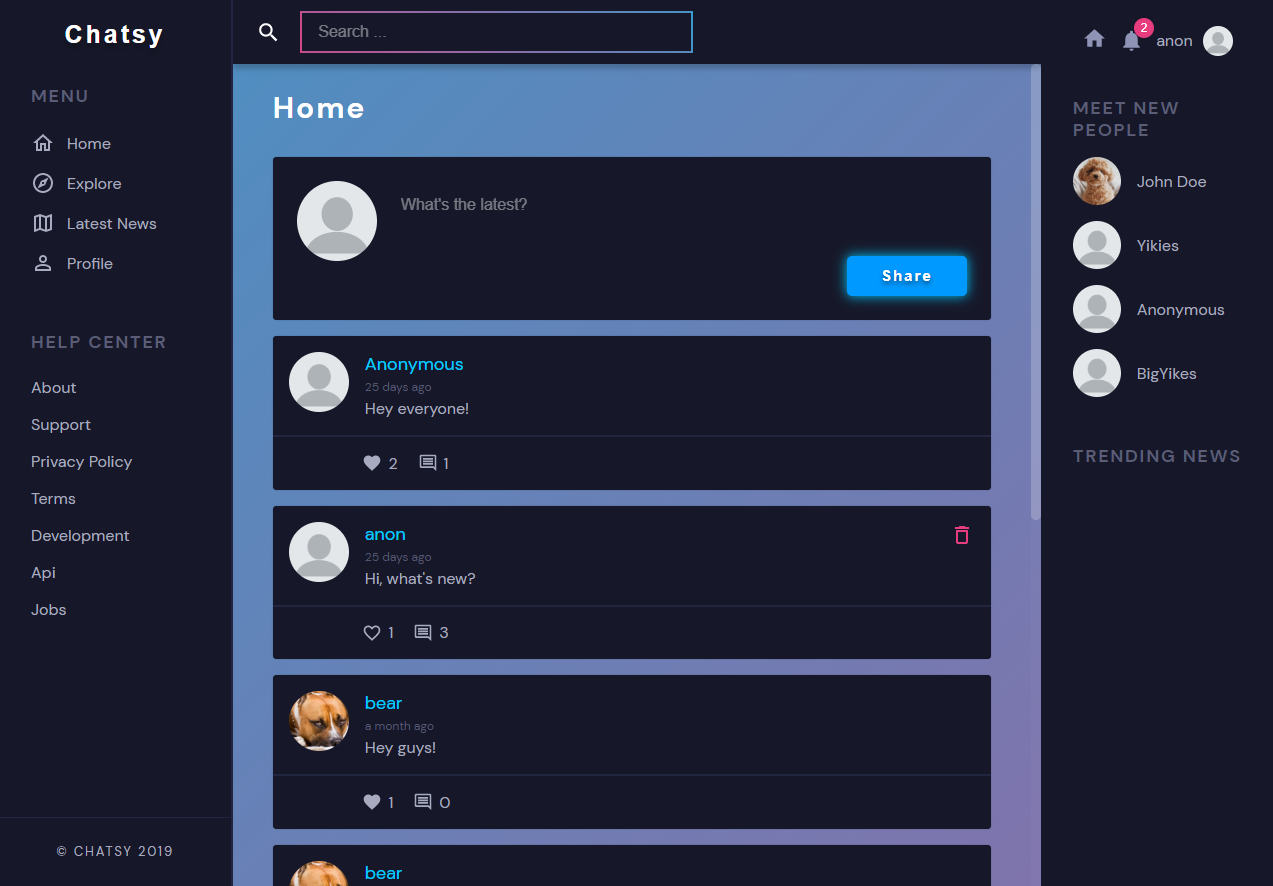 Chatsy
MENU
Home
Explore
Latest News
Profile
HELP CENTER
About
Support
Privacy Policy
Terms
Development
Api
Jobs
© CHATSY 2019
Search ...
Home
What's the latest?
Share
Anonymous
25 days ago
Hey everyone!
2 1
anon
25 days ago
Hi, what's new?
1 3
bear
a month ago
Hey guys!
1 0
bear
2
anon
MEET NEW
PEOPLE
John Doe
Yikies
Anonymous
BigYikes
TRENDING NEWS